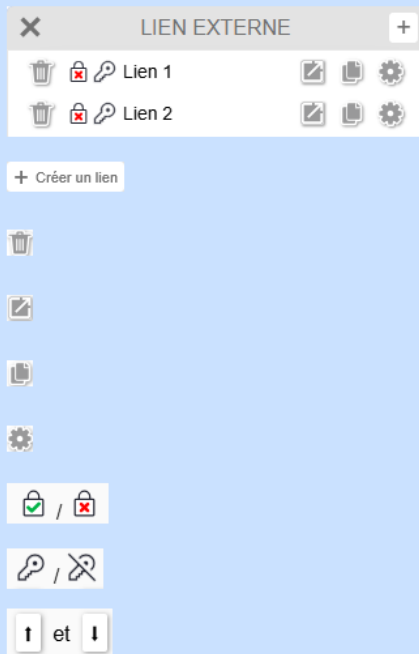 LIEN EXTERNE
Lien 1
Lien 2
+ Créer un lien
/
/
et